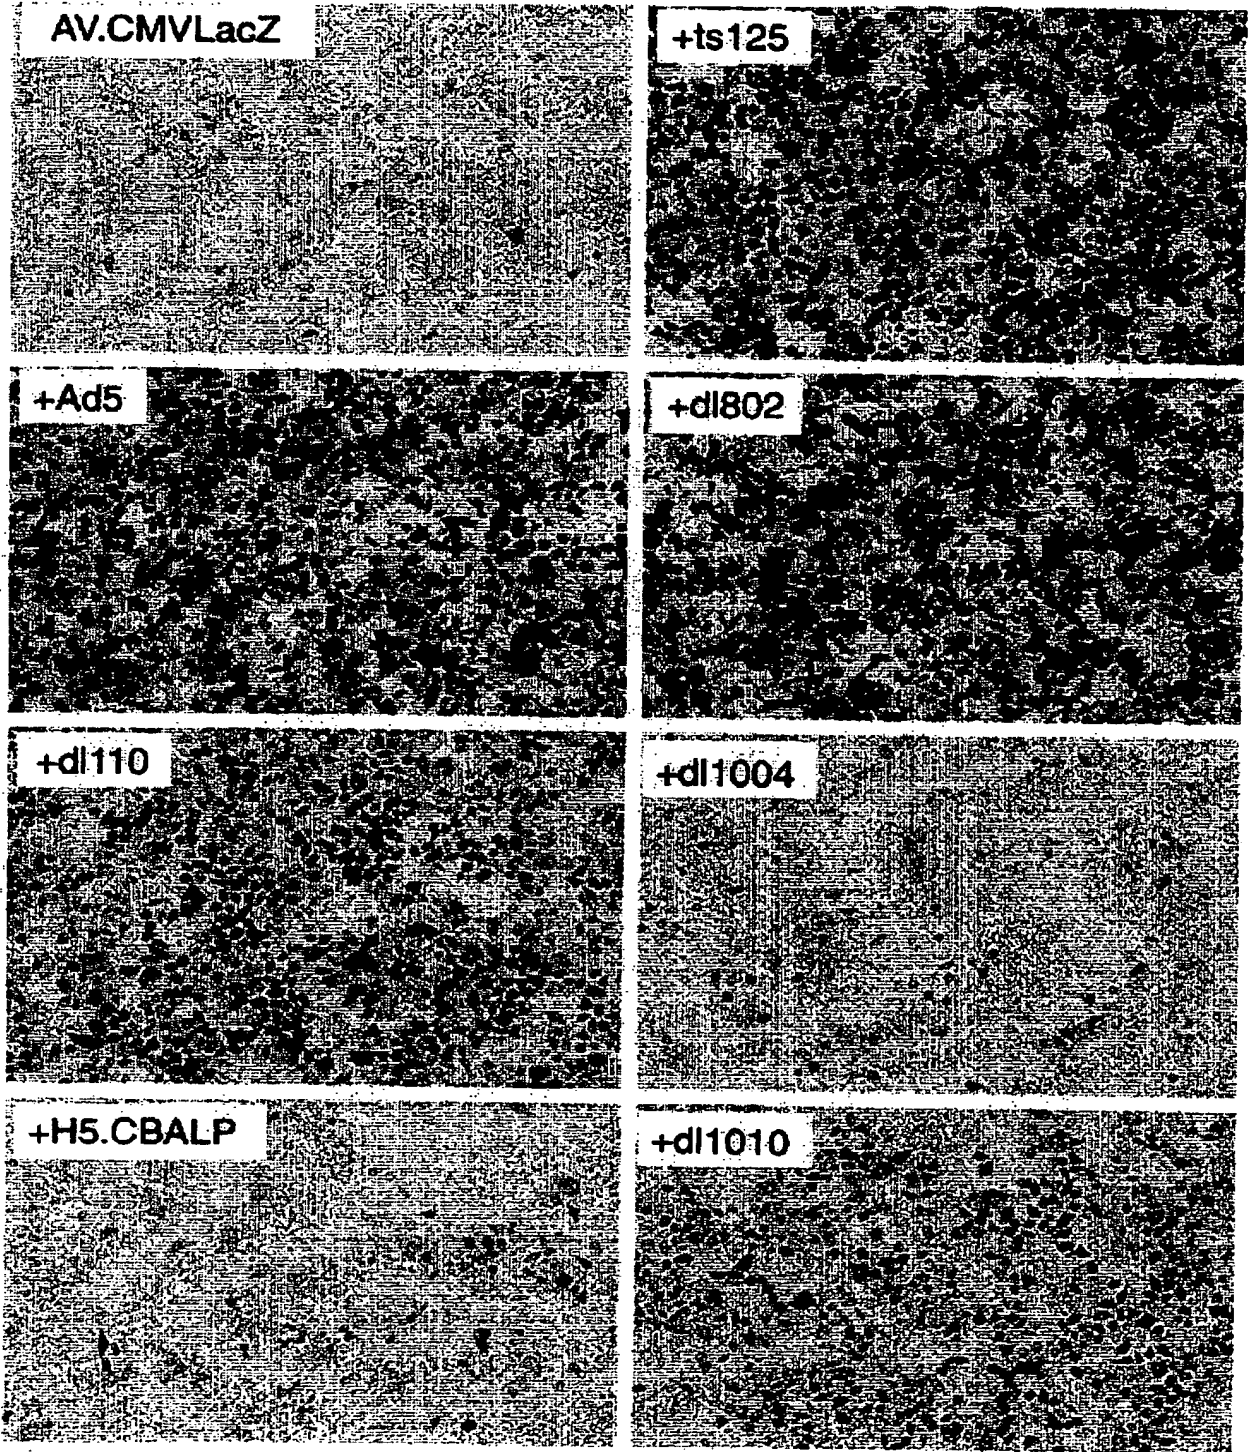 AV.CMVLacZ
+ts125
+Ad5
+dl802
+dl110
+dl1004
+H5.CBALP
+dl1010